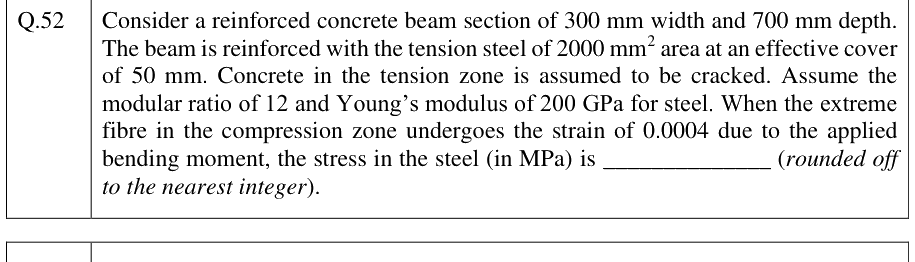 Q.52 Consider a reinforced concrete beam section of 300 mm width and 700 mm depth.
The beam is reinforced with the tension steel of 2000 mm² area at an effective cover
of 50 mm. Concrete in the tension zone is assumed to be cracked. Assume the
modular ratio of 12 and Young's modulus of 200 GPa for steel. When the extreme
fibre in the compression zone undergoes the strain of 0.0004 due to the applied
bending moment, the stress in the steel (in MPa) is ______________ (rounded off
to the nearest integer).